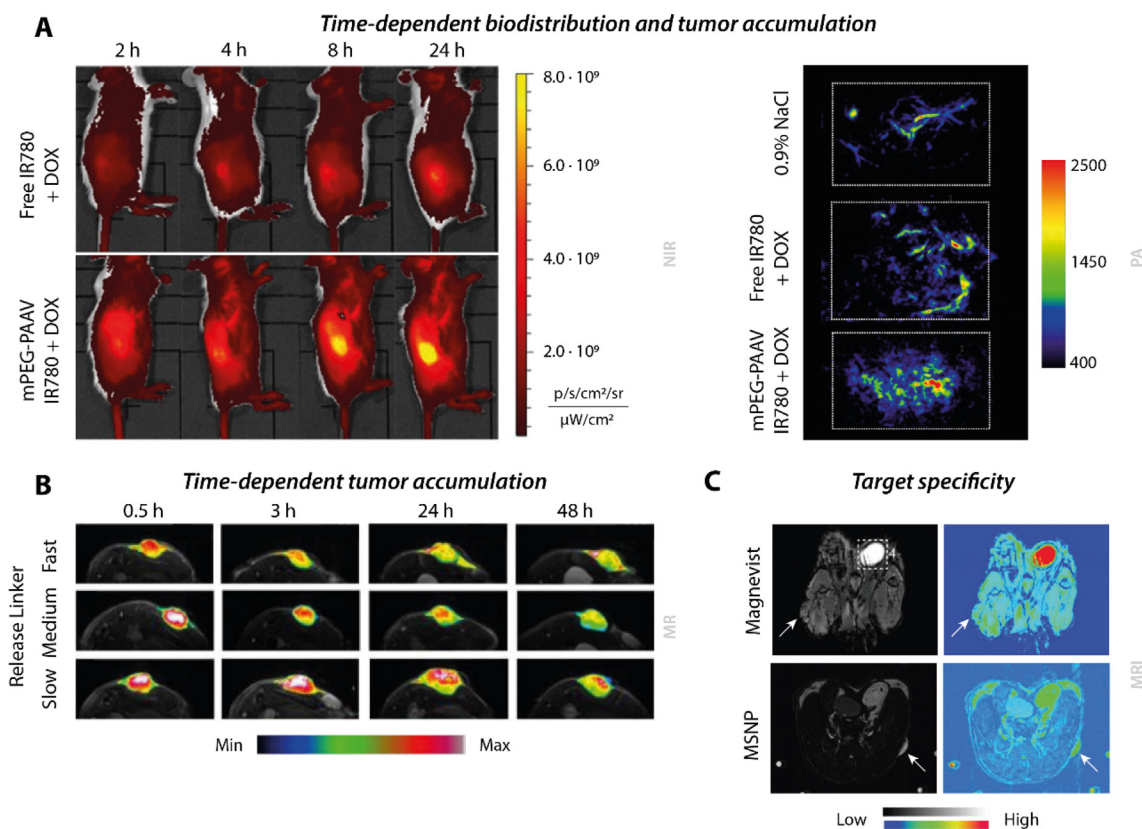 A
Time-dependent biodistribution and tumor accumulation
2 h
4 h
8 h
24 h
Free IR780
+ DOX
mPEG-PAAV
IR780 + DOX
8.0 · 10⁹
6.0 · 10⁹
4.0 · 10⁹
2.0 · 10⁹
p/s/cm²/sr
μW/cm²
NIR
0.9% NaCl
Free IR780
+ DOX
mPEG-PAAV
IR780 + DOX
2500
1450
400
PA
B
Time-dependent tumor accumulation
0.5 h
3 h
24 h
48 h
Release Linker
Fast
Medium
Slow
MR
Min
Max
C
Target specificity
Magnevist
MSNP
MRI
Low
High